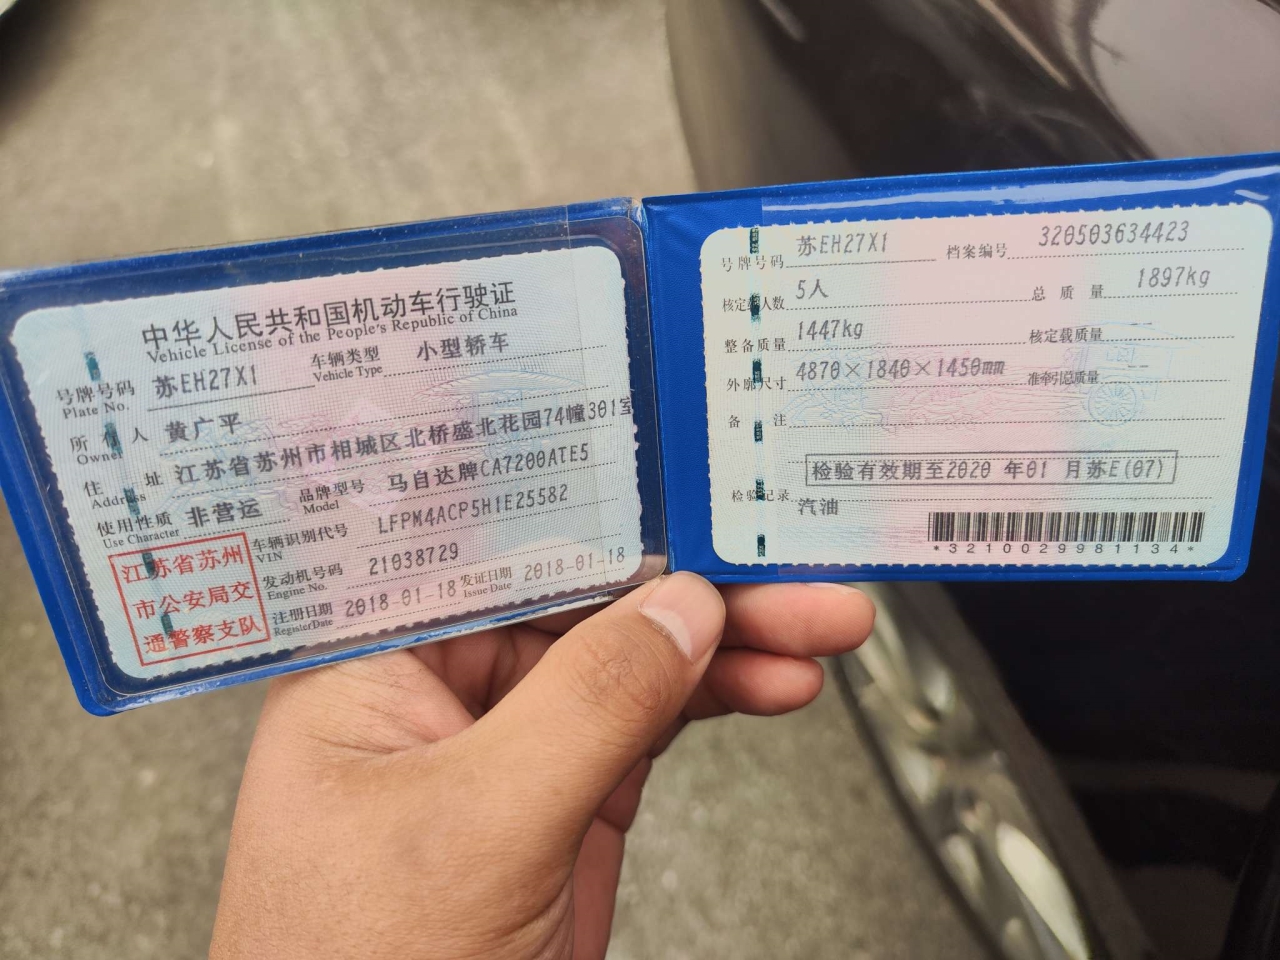 中华人民共和国机动车行驶证
Vehicle License of the People's Republic of China
号牌号码 苏EH27X1 车辆类型 小型轿车
Plate No. Vehicle Type
所有人 黄广平
Owner
住址 江苏省苏州市相城区北桥盛北花园74幢301室
Address
使用性质 非营运 品牌型号 马自达牌CA7200ATE5
Use Character Model
车辆识别代号 LFPM4ACP5H1E25582
VIN
发动机号码 21038729
Engine No.
注册日期 2018-01-18 发证日期 2018-01-18
Register Date Issue Date
江苏省苏州
市公安局交
通警察支队
号牌号码 苏EH27X1 档案编号 320503634423
核定载人数 5人 总质量 1897kg
整备质量 1447kg 核定载质量
外廓尺寸 4870×1840×1450mm 准牵引总质量 --
备注
检验有效期至2020 年01 月苏E(07)
检验记录
汽油
*3210029981134*